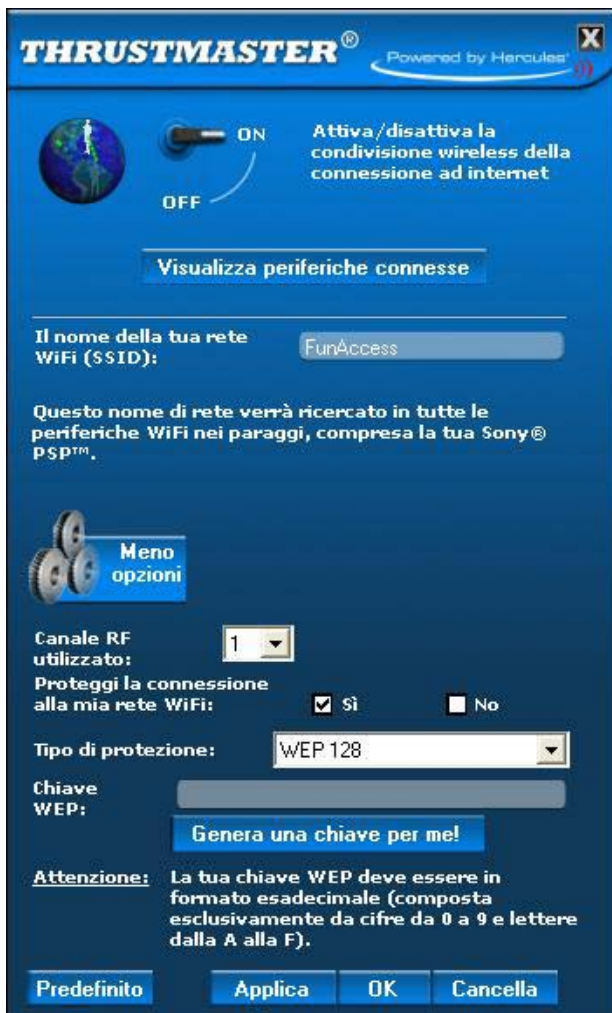 THRUSTMASTER®
Powered by Hercules®
X
ON
OFF
Attiva/disattiva la
condivisione wireless della
connessione ad internet
Visualizza periferiche connesse
Il nome della tua rete
WiFi (SSID):
FunAccess
Questo nome di rete verrà ricercato in tutte le
periferiche WiFi nei paraggi, compresa la tua Sony®
PSP™.
Meno
opzioni
Canale RF
utilizzato:
1
Proteggi la connessione
alla mia rete WiFi:
Sì
No
Tipo di protezione:
WEP 128
Chiave
WEP:
Genera una chiave per me!
Attenzione:
La tua chiave WEP deve essere in
formato esadecimale (composta
esclusivamente da cifre da 0 a 9 e lettere
dalla A alla F).
Predefinito
Applica
OK
Cancella